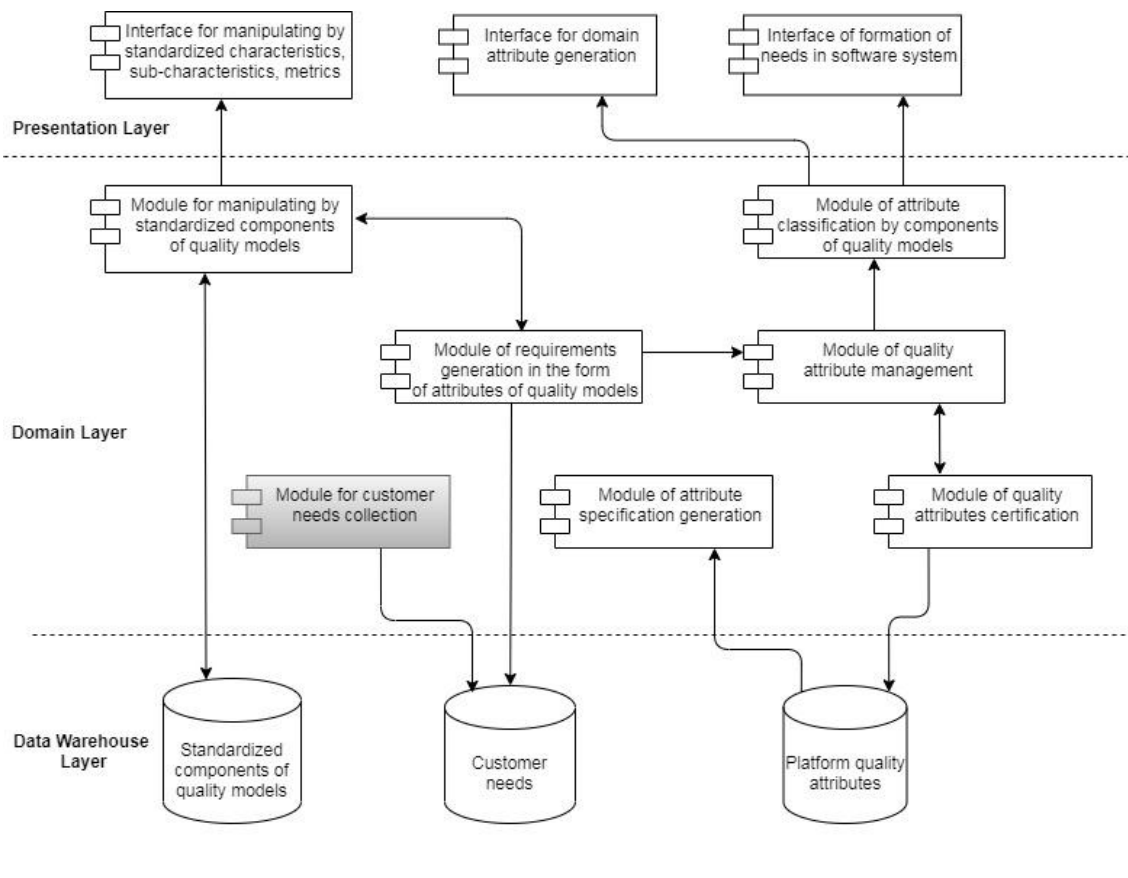 Interface for manipulating by
standardized characteristics,
sub-characteristics, metrics
Interface for domain
attribute generation
Interface of formation of
needs in software system
Presentation Layer
Module for manipulating by
standardized components
of quality models
Module of attribute
classification by components
of quality models
Module of requirements
generation in the form
of attributes of quality models
Module of quality
attribute management
Domain Layer
Module for customer
needs collection
Module of attribute
specification generation
Module of quality
attributes certification
Data Warehouse
Layer
Standardized
components of
quality models
Customer
needs
Platform quality
attributes